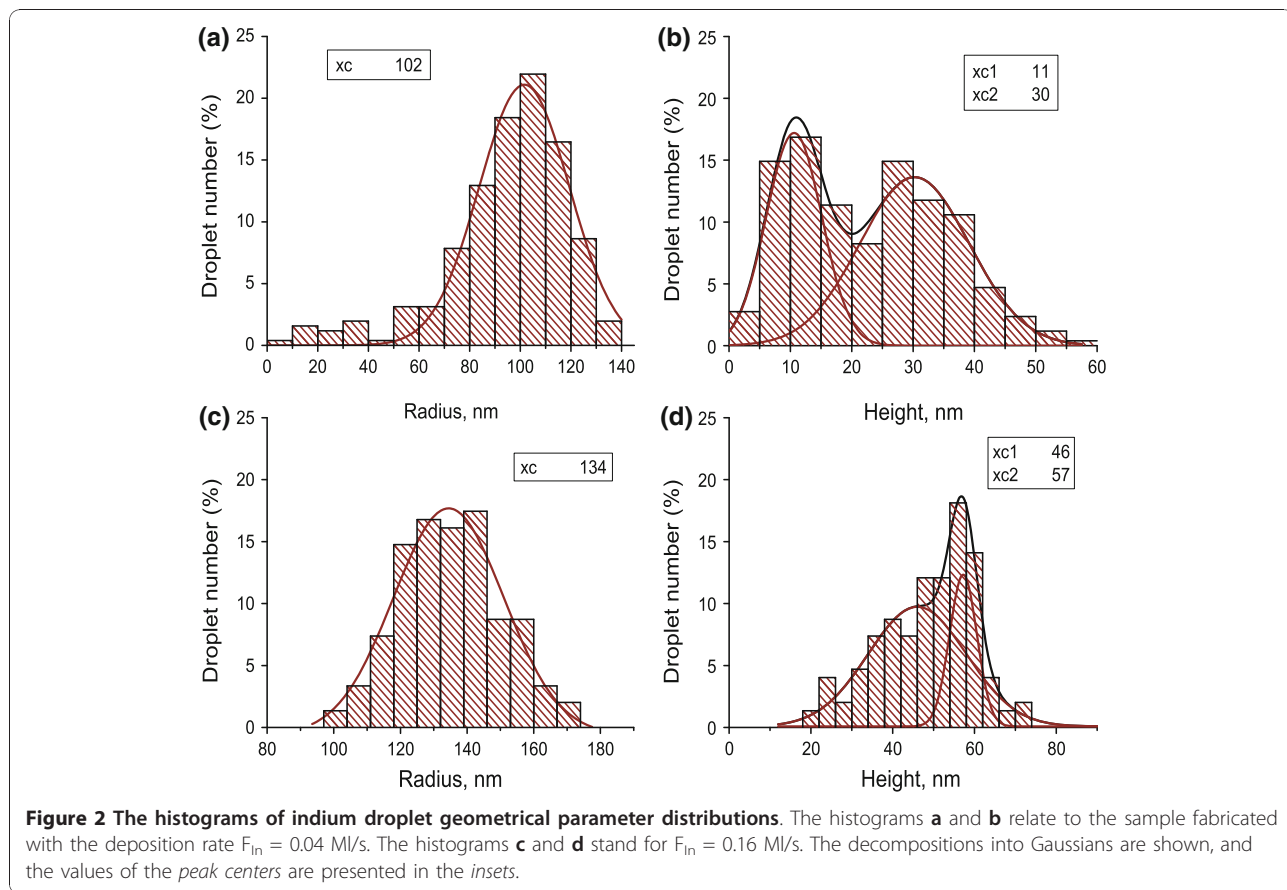 (a)
25
20
15
10
5
0
Droplet number (%)
xc 102
0 20 40 60 80 100 120 140
Radius, nm
(b)
25
20
15
10
5
0
Droplet number (%)
xc1 11
xc2 30
0 10 20 30 40 50 60
Height, nm
(c)
25
20
15
10
5
0
Droplet number (%)
xc 134
80 100 120 140 160 180
Radius, nm
(d)
25
20
15
10
5
0
Droplet number (%)
xc1 46
xc2 57
0 20 40 60 80
Height, nm
Figure 2 The histograms of indium droplet geometrical parameter distributions. The histograms a and b relate to the sample fabricated
with the deposition rate F_In = 0.04 Ml/s. The histograms c and d stand for F_In = 0.16 Ml/s. The decompositions into Gaussians are shown, and
the values of the peak centers are presented in the insets.